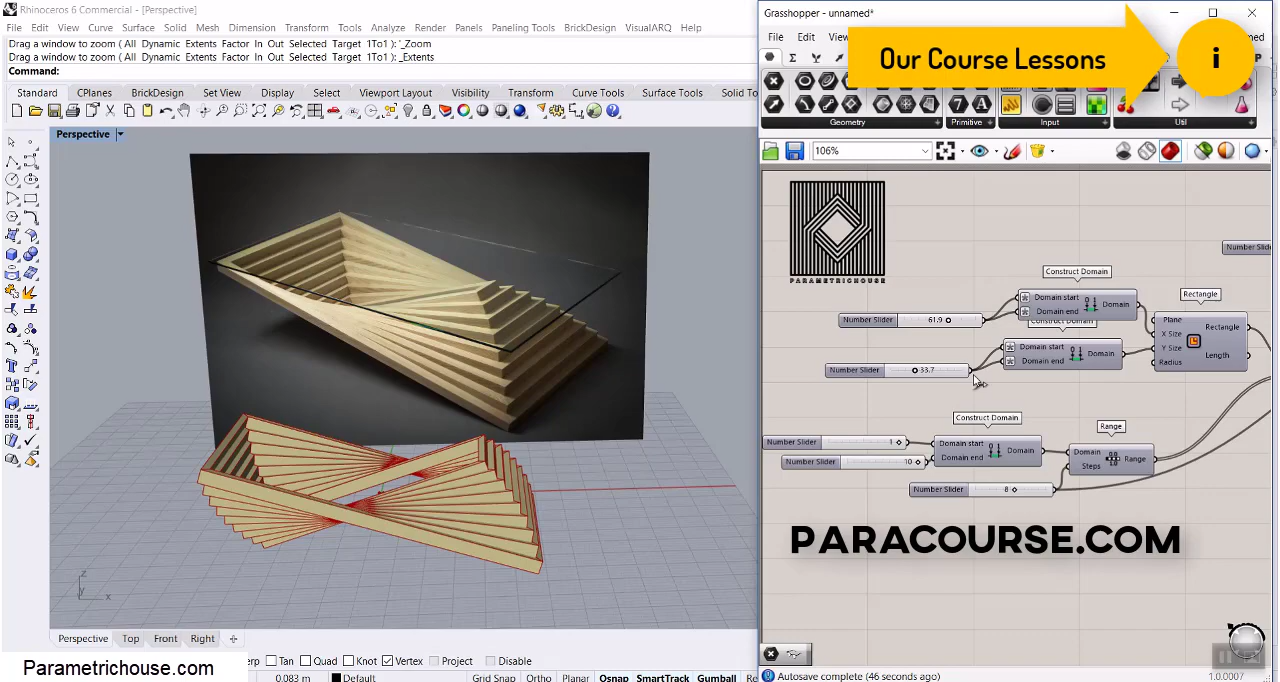 Rhinoceros 6 Commercial - [Perspective]
File Edit View Curve Surface Solid Mesh Dimension Transform Tools Analyze Render Panels Paneling Tools BrickDesign VisualARQ Help
Drag a window to zoom ( All Dynamic Extents Factor In Out Selected Target 1To1 ): '_Zoom
Drag a window to zoom ( All Dynamic Extents Factor In Out Selected Target 1To1 ): _Extents
Command:
Standard CPlanes BrickDesign Set View Display Select Viewport Layout Visibility Transform Curve Tools Surface Tools Solid To
Perspective
z
y
x
Perspective Top Front Right
Tan Quad Knot Vertex Project Disable
Parametrichouse.com
0.083 m Default Grid Snap Ortho Planar Osnap SmartTrack Gumball Re
Grasshopper - unnamed*
File Edit
Our Course Lessons
i
Geometry Primitive Input Util
106%
PARAMETRICHOUSE
Number Slide
Construct Domain
Domain start
Domain end
Domain
Number Slider 61.9
Construct Domain
Domain start
Domain end
Domain
Number Slider 33.7
Rectangle
Plane
X Size
Y Size
Radius
Rectangle
Length
Construct Domain
Number Slider 1
Number Slider 10
Domain start
Domain end
Domain
Range
Domain
Steps
Range
Number Slider 8
PARACOURSE.COM
Autosave complete (46 seconds ago)
1.0.0007